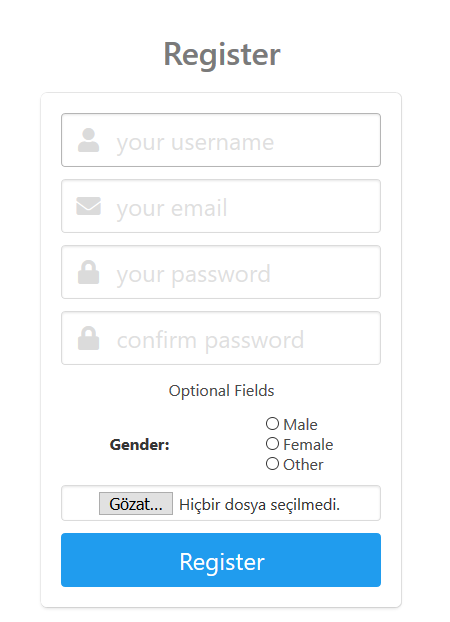 Register
your username
your email
your password
confirm password
Optional Fields
Gender:
Male
Female
Other
Gözat... Hiçbir dosya seçilmedi.
Register